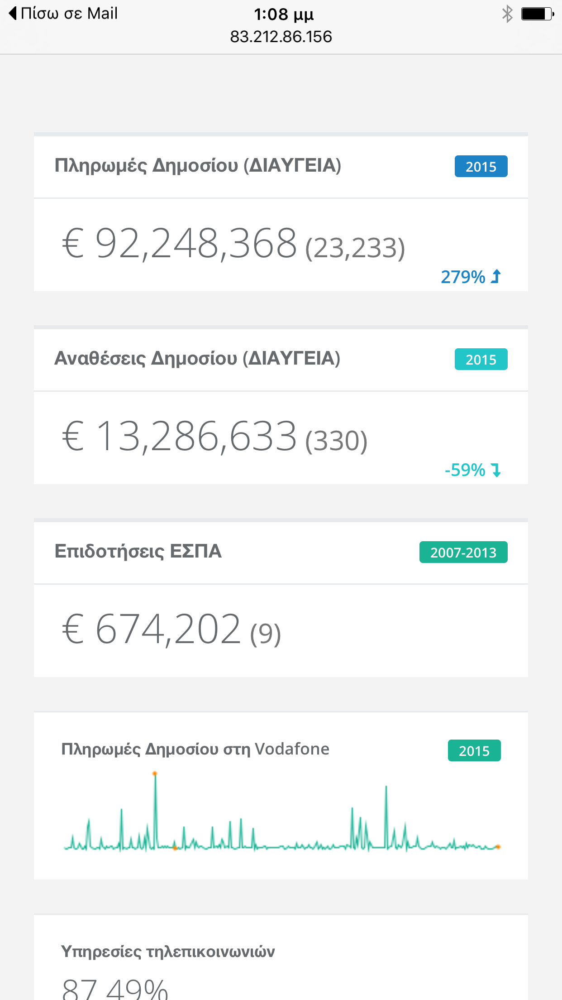 Πίσω σε Mail
1:08 μμ
83.212.86.156
Πληρωμές Δημοσίου (ΔΙΑΥΓΕΙΑ)
2015
€ 92,248,368 (23,233)
279%
Αναθέσεις Δημοσίου (ΔΙΑΥΓΕΙΑ)
2015
€ 13,286,633 (330)
-59%
Επιδοτήσεις ΕΣΠΑ
2007-2013
€ 674,202 (9)
Πληρωμές Δημοσίου στη Vodafone
2015
Υπηρεσίες τηλεπικοινωνιών
87.49%